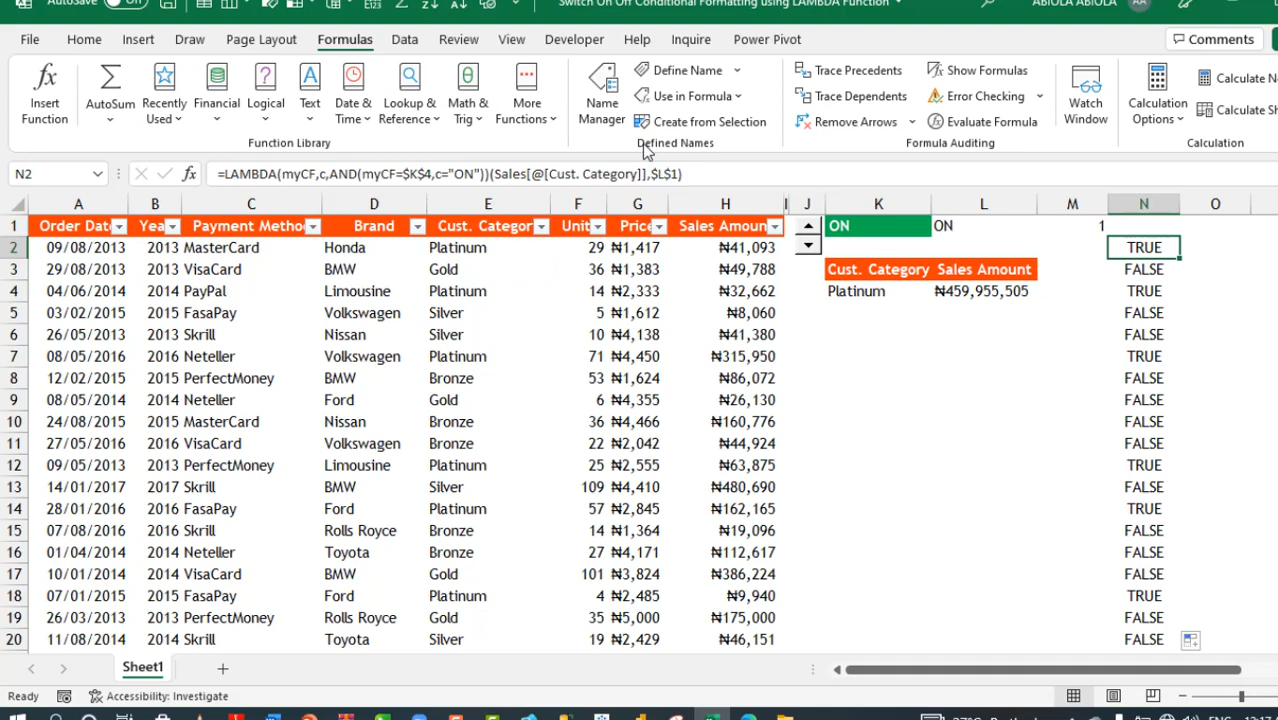 AutoSave Off Switch On Off Conditional Formatting using LAMBDA Function ABIOLA ABIOLA AA
File Home Insert Draw Page Layout Formulas Data Review View Developer Help Inquire Power Pivot Comments
Insert Function AutoSum Recently Used Financial Logical Text Date & Time Lookup & Reference Math & Trig More Functions Name Manager Define Name Use in Formula Create from Selection Trace Precedents Trace Dependents Remove Arrows Show Formulas Error Checking Evaluate Formula Watch Window Calculation Options Calculate Calculate
Function Library Defined Names Formula Auditing Calculation
N2 fx =LAMBDA(myCF,c,AND(myCF=$K$4,c="ON"))(Sales[@[Cust. Category]],$L$1)
A B C D E F G H I J K L M N O
1 Order Dat Yea Payment Metho Brand Cust. Categor Unit Price Sales Amoun ON ON 1
2 09/08/2013 2013 MasterCard Honda Platinum 29 ₦1,417 ₦41,093 TRUE
3 29/08/2013 2013 VisaCard BMW Gold 36 ₦1,383 ₦49,788 Cust. Category Sales Amount FALSE
4 04/06/2014 2014 PayPal Limousine Platinum 14 ₦2,333 ₦32,662 Platinum ₦459,955,505 TRUE
5 03/02/2015 2015 FasaPay Volkswagen Silver 5 ₦1,612 ₦8,060 FALSE
6 26/05/2013 2013 Skrill Nissan Silver 10 ₦4,138 ₦41,380 FALSE
7 08/05/2016 2016 Neteller Volkswagen Platinum 71 ₦4,450 ₦315,950 TRUE
8 12/02/2015 2015 PerfectMoney BMW Bronze 53 ₦1,624 ₦86,072 FALSE
9 08/05/2014 2014 Neteller Ford Gold 6 ₦4,355 ₦26,130 FALSE
10 24/08/2015 2015 MasterCard Nissan Bronze 36 ₦4,466 ₦160,776 FALSE
11 27/05/2016 2016 VisaCard Volkswagen Bronze 22 ₦2,042 ₦44,924 FALSE
12 09/05/2013 2013 PerfectMoney Limousine Platinum 25 ₦2,555 ₦63,875 TRUE
13 14/01/2017 2017 Skrill BMW Silver 109 ₦4,410 ₦480,690 FALSE
14 28/01/2016 2016 FasaPay Ford Platinum 57 ₦2,845 ₦162,165 TRUE
15 07/08/2016 2016 Skrill Rolls Royce Bronze 14 ₦1,364 ₦19,096 FALSE
16 01/04/2014 2014 Neteller Toyota Bronze 27 ₦4,171 ₦112,617 FALSE
17 10/01/2014 2014 VisaCard BMW Gold 101 ₦3,824 ₦386,224 FALSE
18 07/01/2015 2015 FasaPay Ford Platinum 4 ₦2,485 ₦9,940 TRUE
19 26/03/2013 2013 PerfectMoney Rolls Royce Gold 35 ₦5,000 ₦175,000 FALSE
20 11/08/2014 2014 Skrill Toyota Silver 19 ₦2,429 ₦46,151 FALSE
Sheet1
Ready Accessibility: Investigate